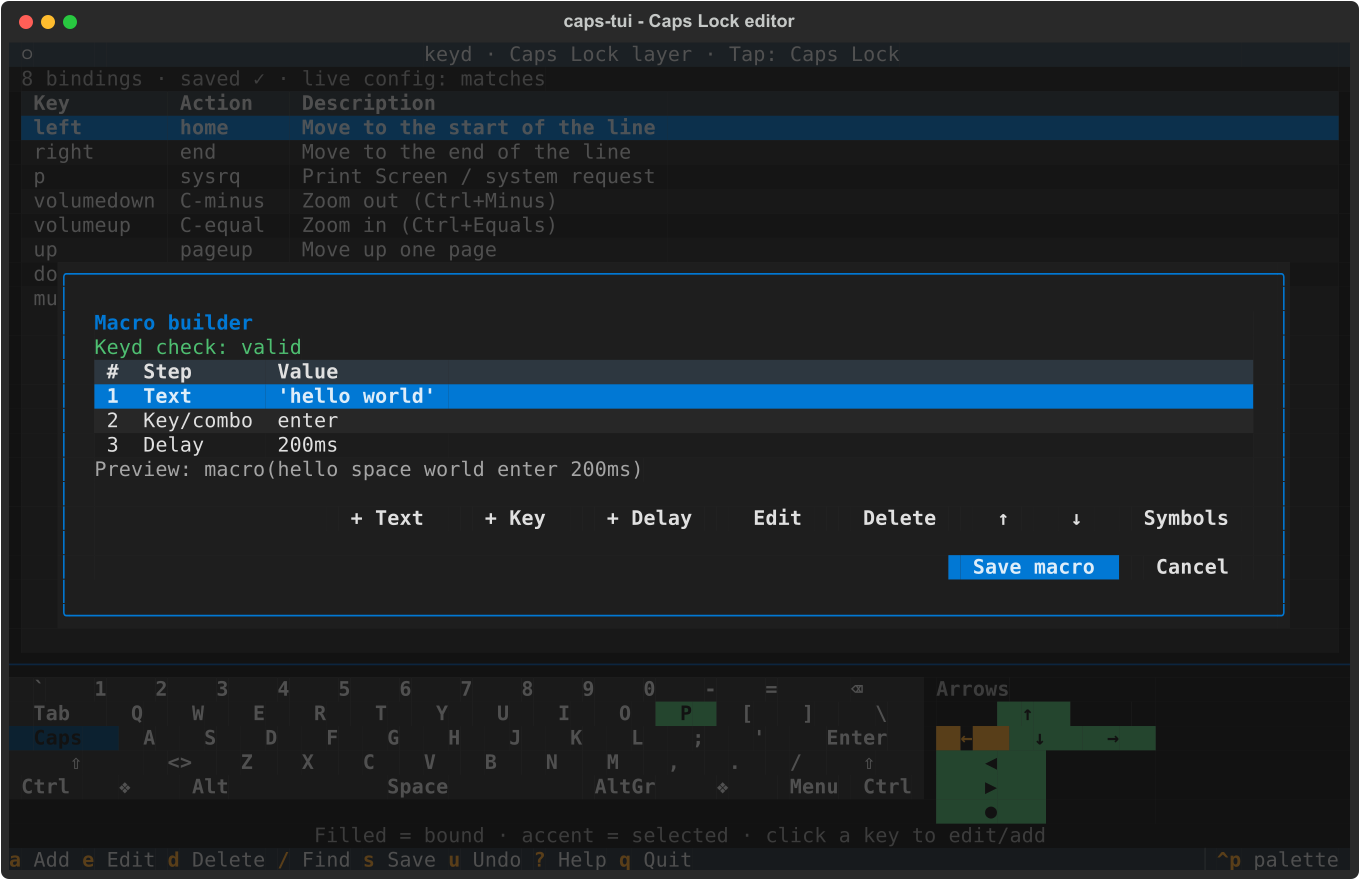 caps-tui - Caps Lock editor
○ keyd · Caps Lock layer · Tap: Caps Lock
8 bindings · saved ✓ · live config: matches
Key Action Description
left home Move to the start of the line
right end Move to the end of the line
p sysrq Print Screen / system request
volumedown C-minus Zoom out (Ctrl+Minus)
volumeup C-equal Zoom in (Ctrl+Equals)
up pageup Move up one page
do
mu
Macro builder
Keyd check: valid
# Step Value
1 Text 'hello world'
2 Key/combo enter
3 Delay 200ms
Preview: macro(hello space world enter 200ms)
+ Text + Key + Delay Edit Delete ↑ ↓ Symbols
Save macro Cancel
` 1 2 3 4 5 6 7 8 9 0 - = ⌫ Arrows
Tab Q W E R T Y U I O P [ ] \ ↑
Caps A S D F G H J K L ; ' Enter ← ↓ →
⇧ <> Z X C V B N M , . / ⇧ ◀
Ctrl ❖ Alt Space AltGr ❖ Menu Ctrl ▶
●
Filled = bound · accent = selected · click a key to edit/add
a Add e Edit d Delete / Find s Save u Undo ? Help q Quit ^p palette